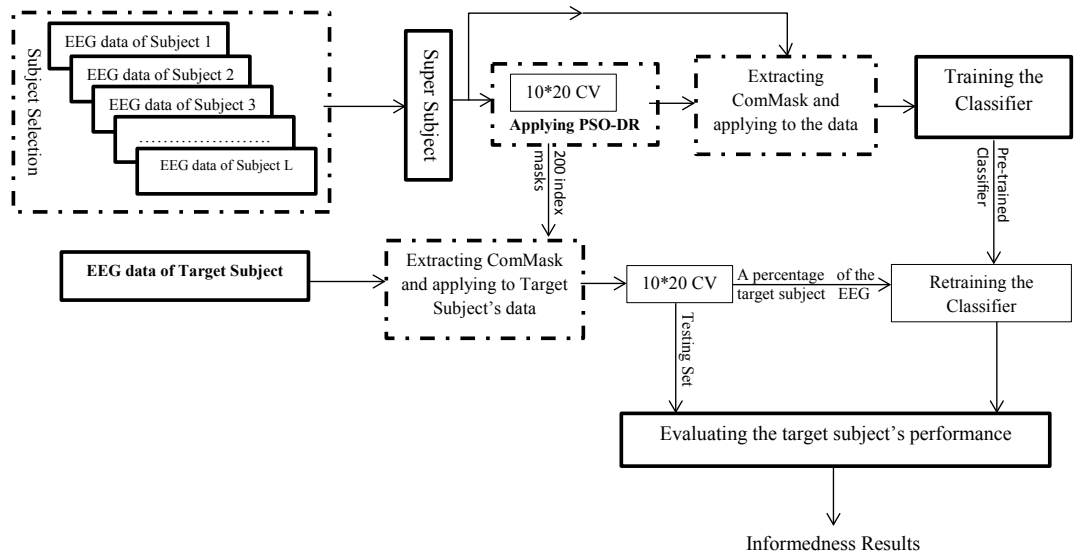 Subject Selection
EEG data of Subject 1
EEG data of Subject 2
EEG data of Subject 3
........................
EEG data of Subject L
Super Subject
10*20 CV
Applying PSO-DR
Extracting
ComMask and
applying to the data
Training the
Classifier
200 index
masks
Pre-trained
Classifier
EEG data of Target Subject
Extracting ComMask
and applying to Target
Subject's data
10*20 CV
A percentage of the
target subject EEG
Retraining the
Classifier
Testing Set
Evaluating the target subject's performance
Informedness Results